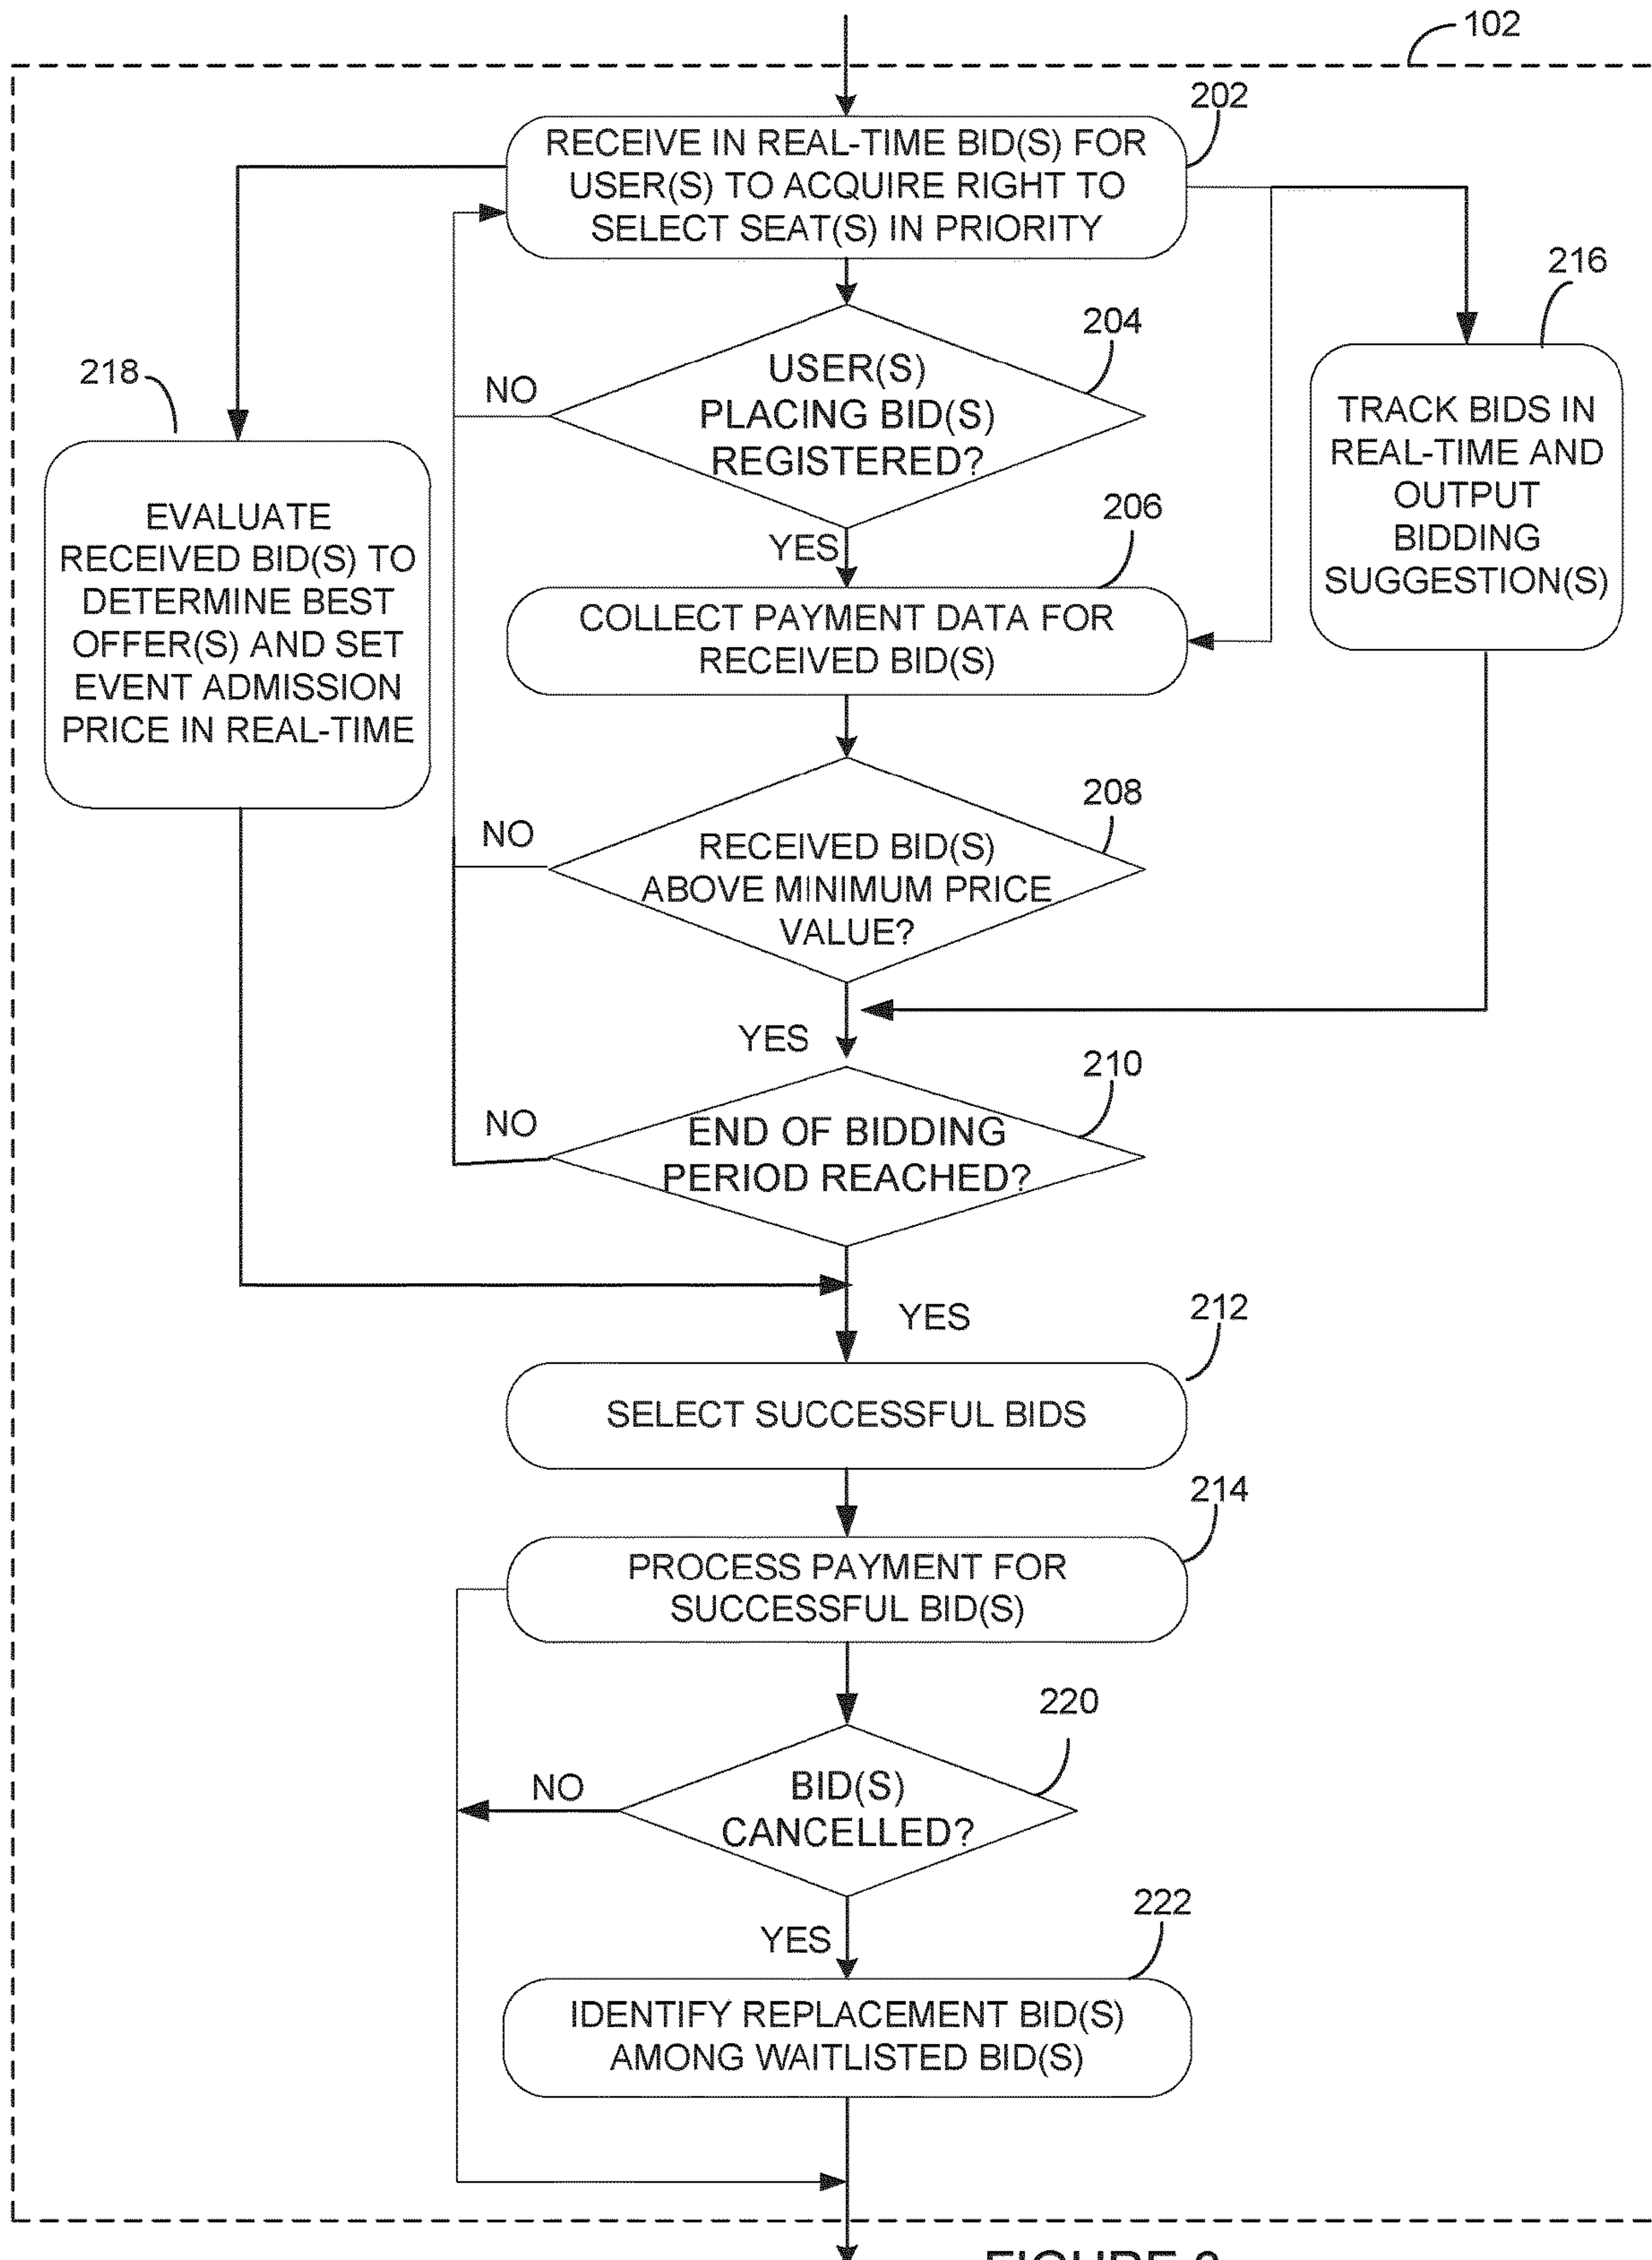 102
202
RECEIVE IN REAL-TIME BID(S) FOR
USER(S) TO ACQUIRE RIGHT TO
SELECT SEAT(S) IN PRIORITY
204
USER(S)
PLACING BID(S)
REGISTERED?
NO
YES
216
TRACK BIDS IN
REAL-TIME AND
OUTPUT
BIDDING
SUGGESTION(S)
218
EVALUATE
RECEIVED BID(S) TO
DETERMINE BEST
OFFER(S) AND SET
EVENT ADMISSION
PRICE IN REAL-TIME
206
COLLECT PAYMENT DATA FOR
RECEIVED BID(S)
208
NO
RECEIVED BID(S)
ABOVE MINIMUM PRICE
VALUE?
YES
210
NO
END OF BIDDING
PERIOD REACHED?
YES
212
SELECT SUCCESSFUL BIDS
214
PROCESS PAYMENT FOR
SUCCESSFUL BID(S)
220
NO
BID(S)
CANCELLED?
YES
222
IDENTIFY REPLACEMENT BID(S)
AMONG WAITLISTED BID(S)
FIGURE